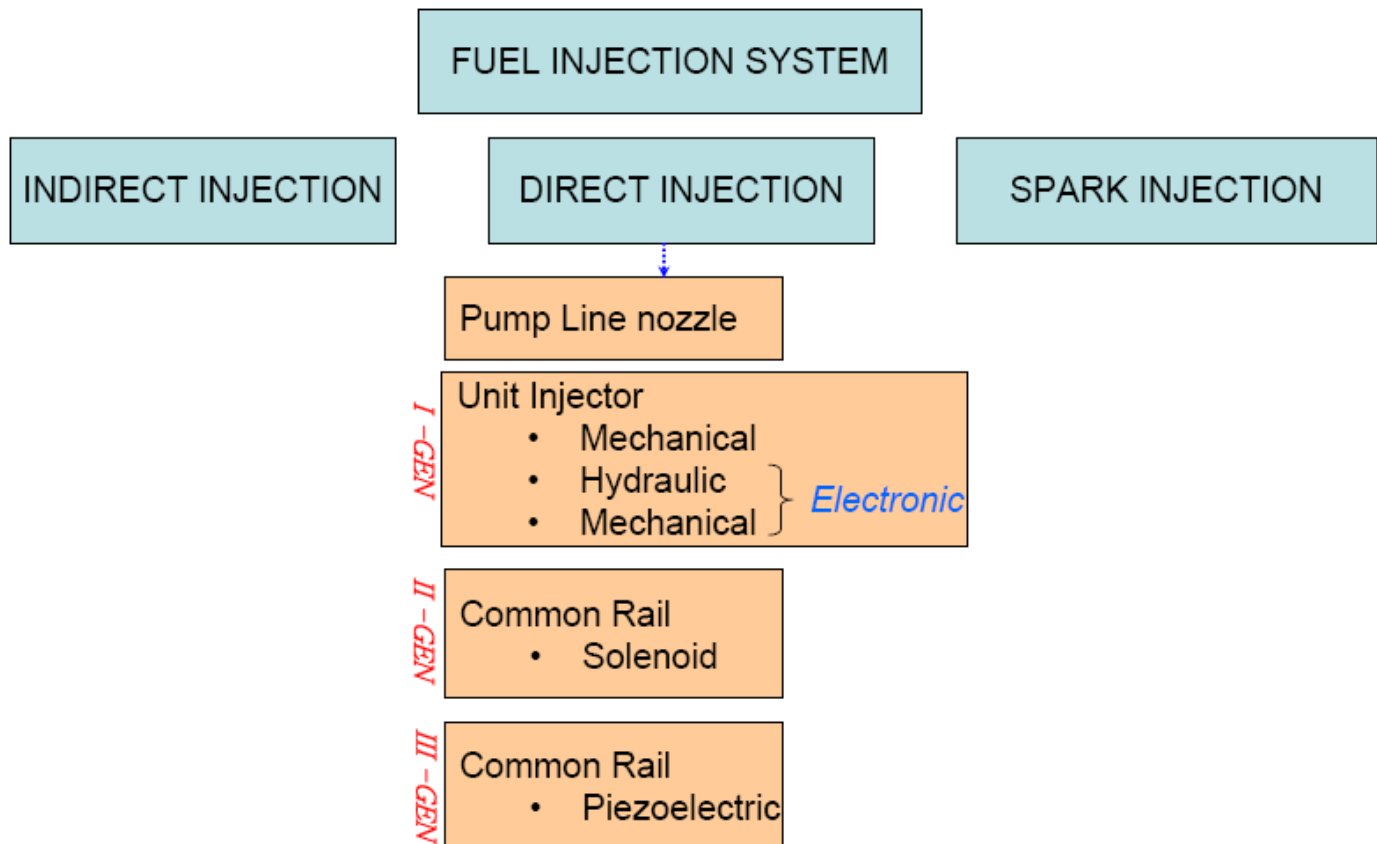 FUEL INJECTION SYSTEM
INDIRECT INJECTION
DIRECT INJECTION
SPARK INJECTION
Pump Line nozzle
I -GEN
Unit Injector
• Mechanical
• Hydraulic
• Mechanical
Electronic
II -GEN
Common Rail
• Solenoid
III -GEN
Common Rail
• Piezoelectric